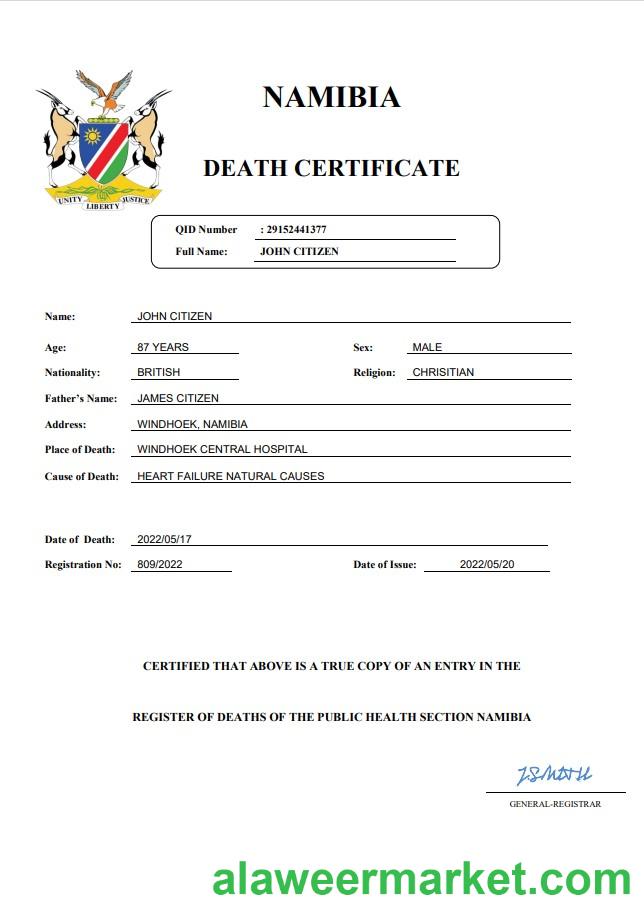 NAMIBIA
DEATH CERTIFICATE
UNITY LIBERTY JUSTICE
QID Number : 29152441377
Full Name: JOHN CITIZEN
Name: JOHN CITIZEN
Age: 87 YEARS Sex: MALE
Nationality: BRITISH Religion: CHRISITIAN
Father's Name: JAMES CITIZEN
Address: WINDHOEK, NAMIBIA
Place of Death: WINDHOEK CENTRAL HOSPITAL
Cause of Death: HEART FAILURE NATURAL CAUSES
Date of Death: 2022/05/17
Registration No: 809/2022 Date of Issue: 2022/05/20
CERTIFIED THAT ABOVE IS A TRUE COPY OF AN ENTRY IN THE
REGISTER OF DEATHS OF THE PUBLIC HEALTH SECTION NAMIBIA
GENERAL-REGISTRAR
alaweermarket.com